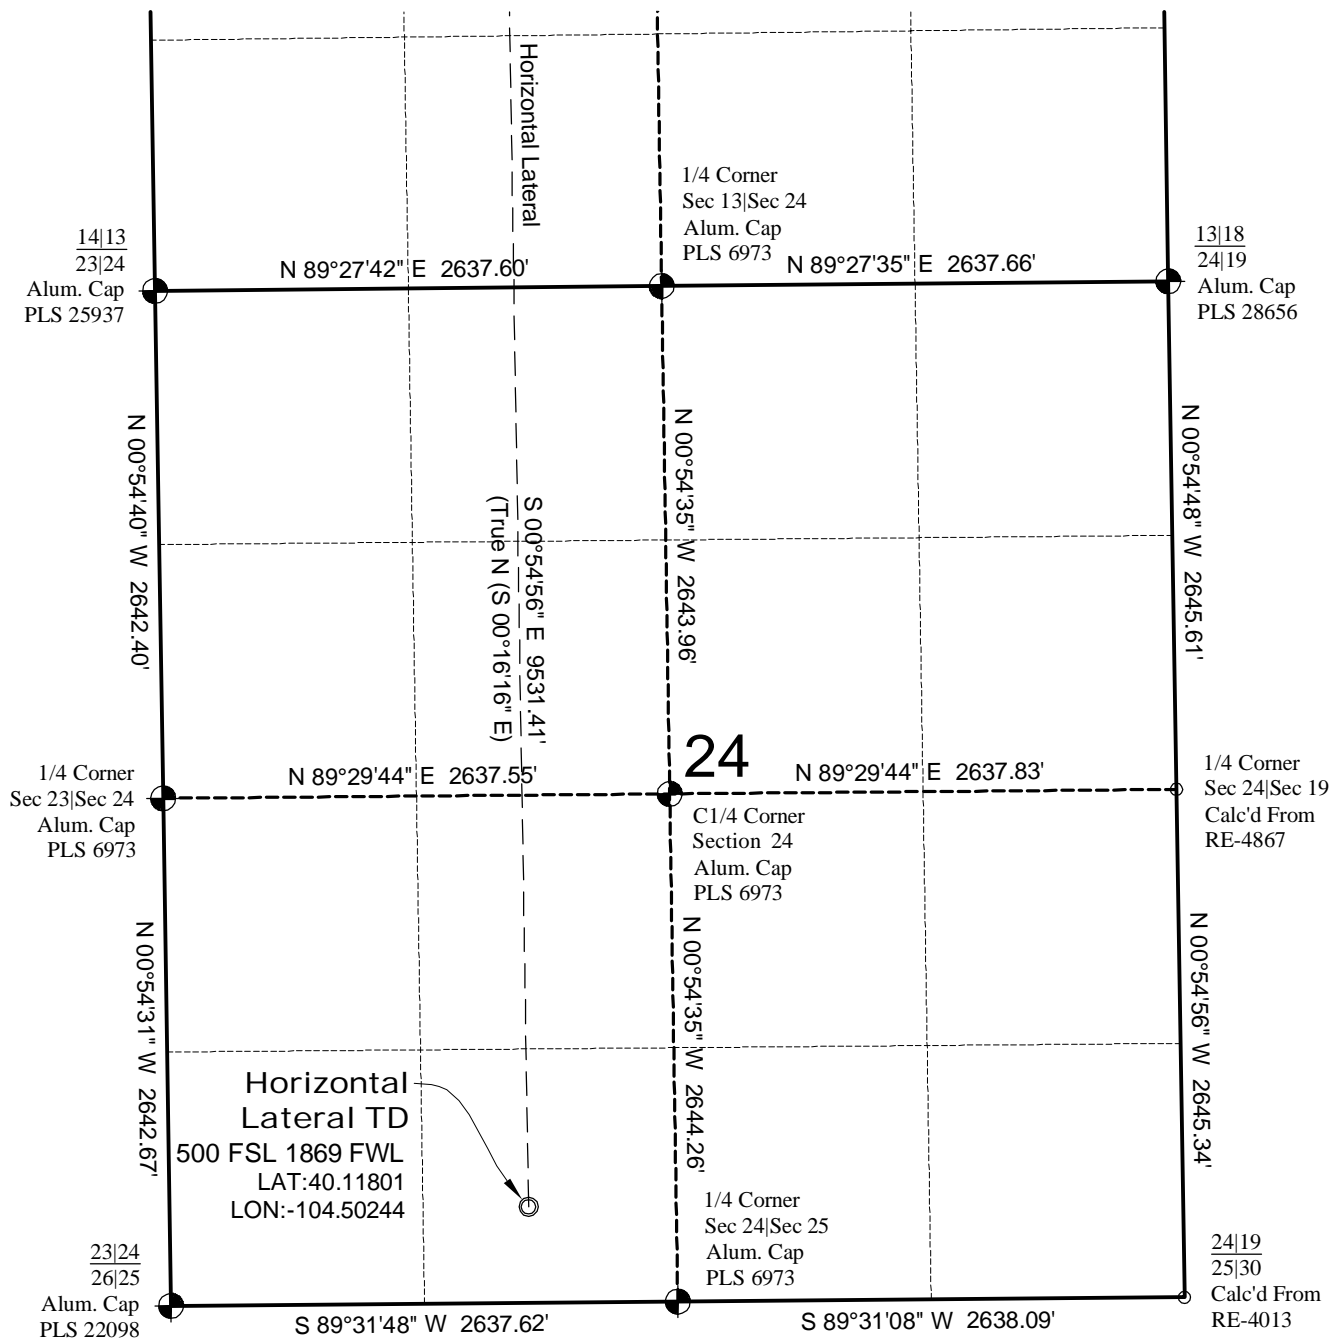 Horizontal Lateral
1/4 Corner
Sec 13|Sec 24
Alum. Cap
PLS 6973
14|13
23|24
Alum. Cap
PLS 25937
N 89°27'42" E 2637.60'
N 89°27'35" E 2637.66'
13|18
24|19
Alum. Cap
PLS 28656
N 00°54'40" W 2642.40'
S 00°54'56" E 9531.41'
(True N (S 00°16'16" E)
N 00°54'35" W 2643.96'
N 00°54'48" W 2645.61'
24
1/4 Corner
Sec 23|Sec 24
Alum. Cap
PLS 6973
N 89°29'44" E 2637.55'
N 89°29'44" E 2637.83'
1/4 Corner
Sec 24|Sec 19
Calc'd From
RE-4867
C1/4 Corner
Section 24
Alum. Cap
PLS 6973
N 00°54'31" W 2642.67'
N 00°54'35" W 2644.26'
N 00°54'56" W 2645.34'
Horizontal
Lateral TD
500 FSL 1869 FWL
LAT:40.11801
LON:-104.50244
1/4 Corner
Sec 24|Sec 25
Alum. Cap
PLS 6973
23|24
26|25
Alum. Cap
PLS 22098
S 89°31'48" W 2637.62'
S 89°31'08" W 2638.09'
24|19
25|30
Calc'd From
RE-4013